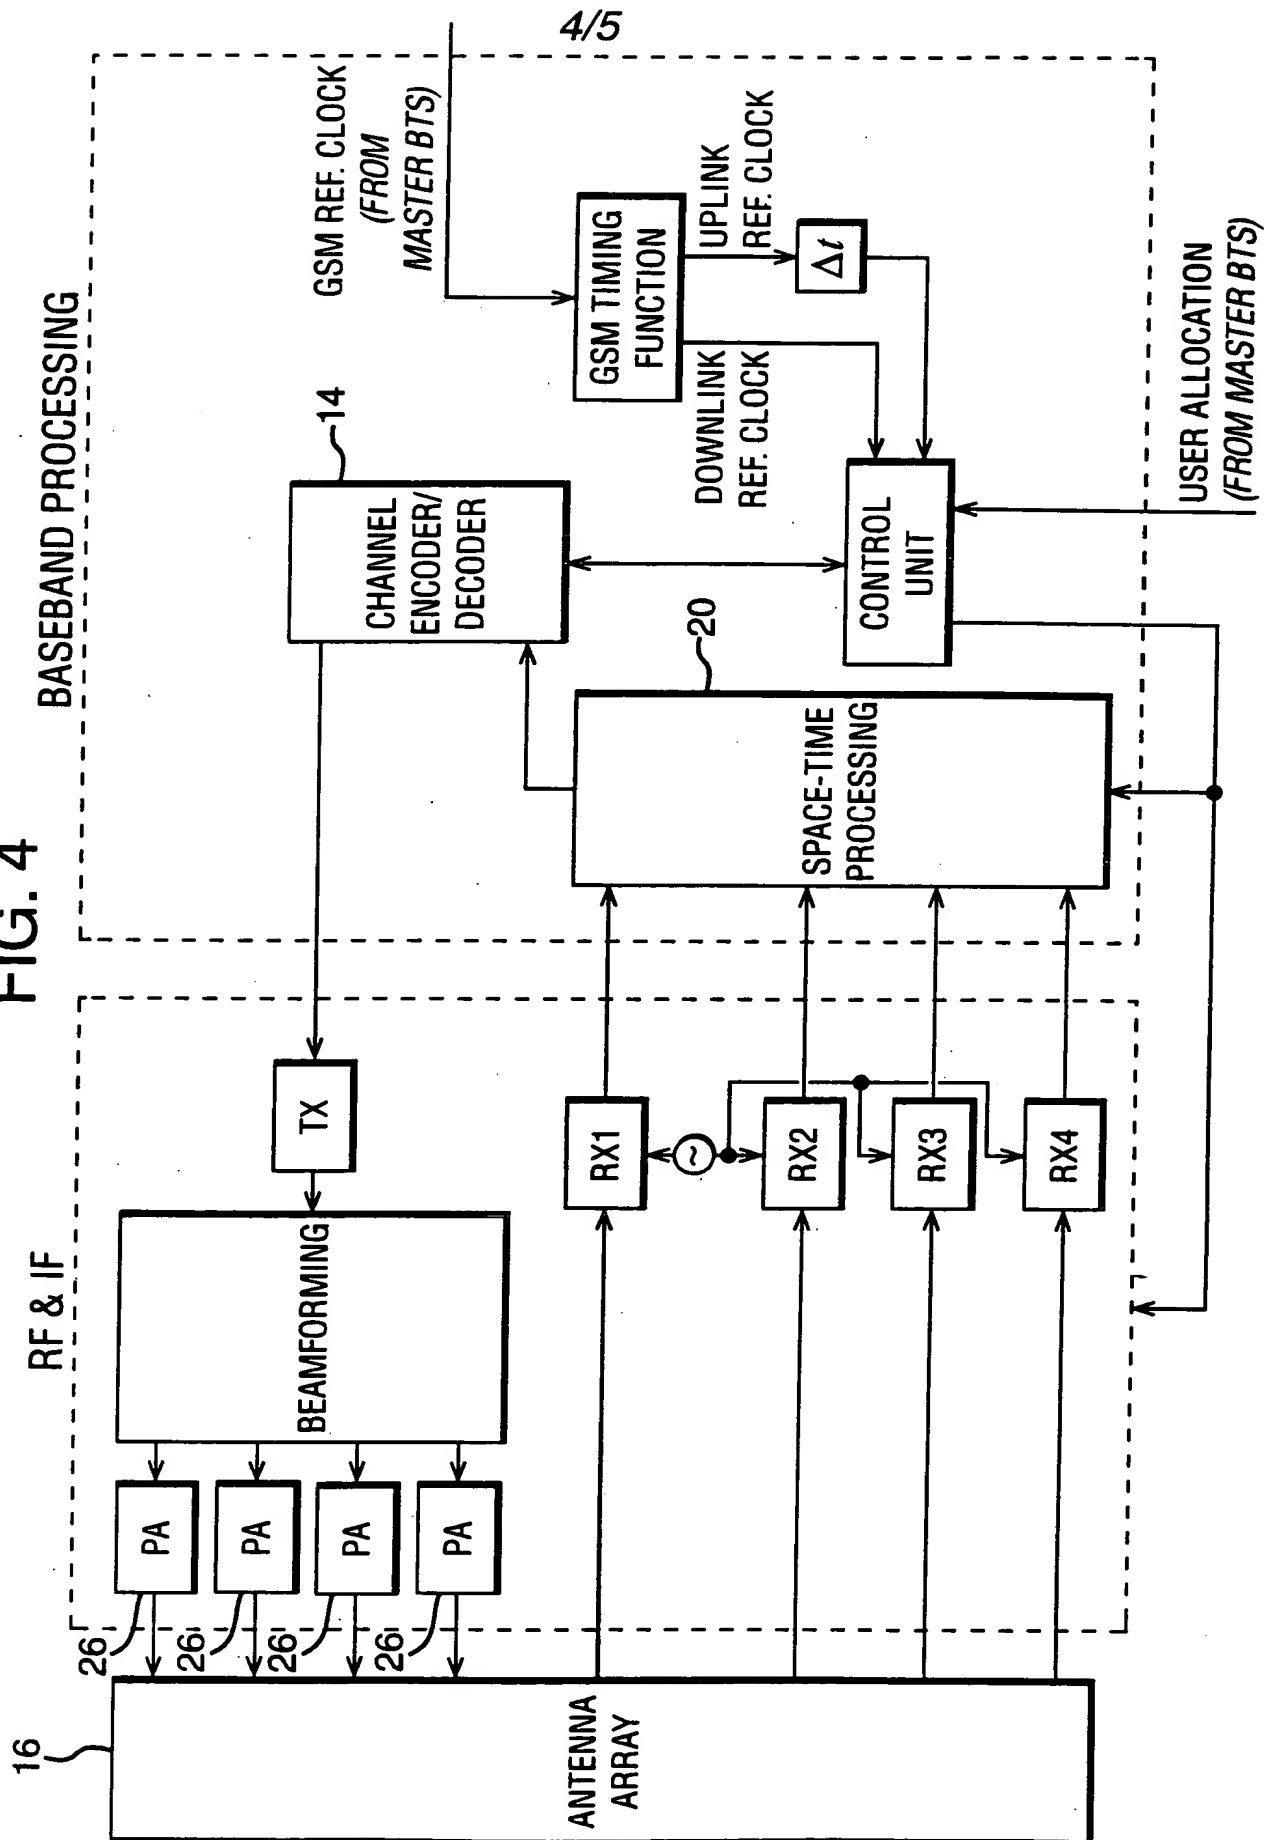 4/5
FIG. 4
BASEBAND PROCESSING
RF & IF
GSM REF. CLOCK
(FROM
MASTER BTS)
14
CHANNEL
ENCODER/
DECODER
GSM TIMING
FUNCTION
UPLINK
REF. CLOCK
Δt
DOWNLINK
REF. CLOCK
CONTROL
UNIT
USER ALLOCATION
(FROM MASTER BTS)
20
SPACE-TIME
PROCESSING
TX
BEAMFORMING
PA
PA
PA
PA
26
26
26
26
RX1
~
RX2
RX3
RX4
16
ANTENNA
ARRAY